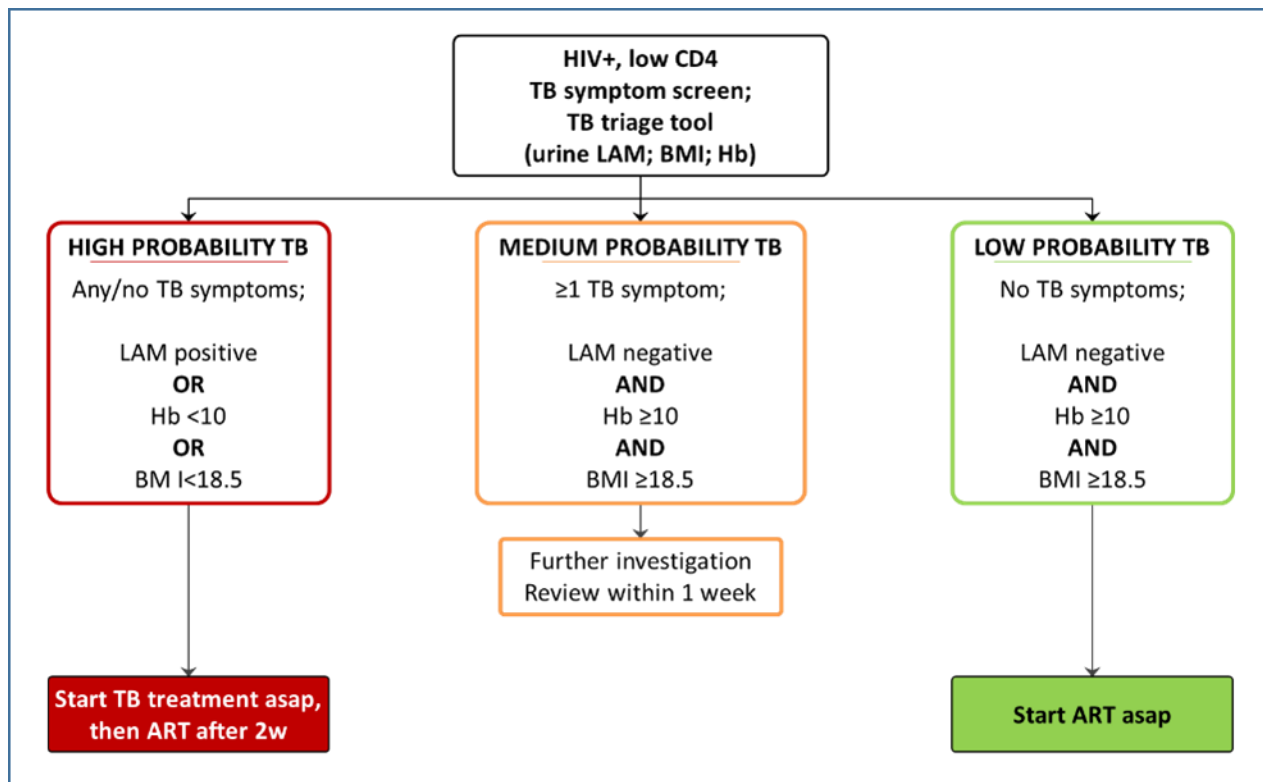 HIV+, low CD4
TB symptom screen;
TB triage tool
(urine LAM; BMI; Hb)
HIGH PROBABILITY TB
Any/no TB symptoms;
LAM positive
OR
Hb <10
OR
BM I<18.5
MEDIUM PROBABILITY TB
≥1 TB symptom;
LAM negative
AND
Hb ≥10
AND
BMI ≥18.5
LOW PROBABILITY TB
No TB symptoms;
LAM negative
AND
Hb ≥10
AND
BMI ≥18.5
Further investigation
Review within 1 week
Start TB treatment asap,
then ART after 2w
Start ART asap